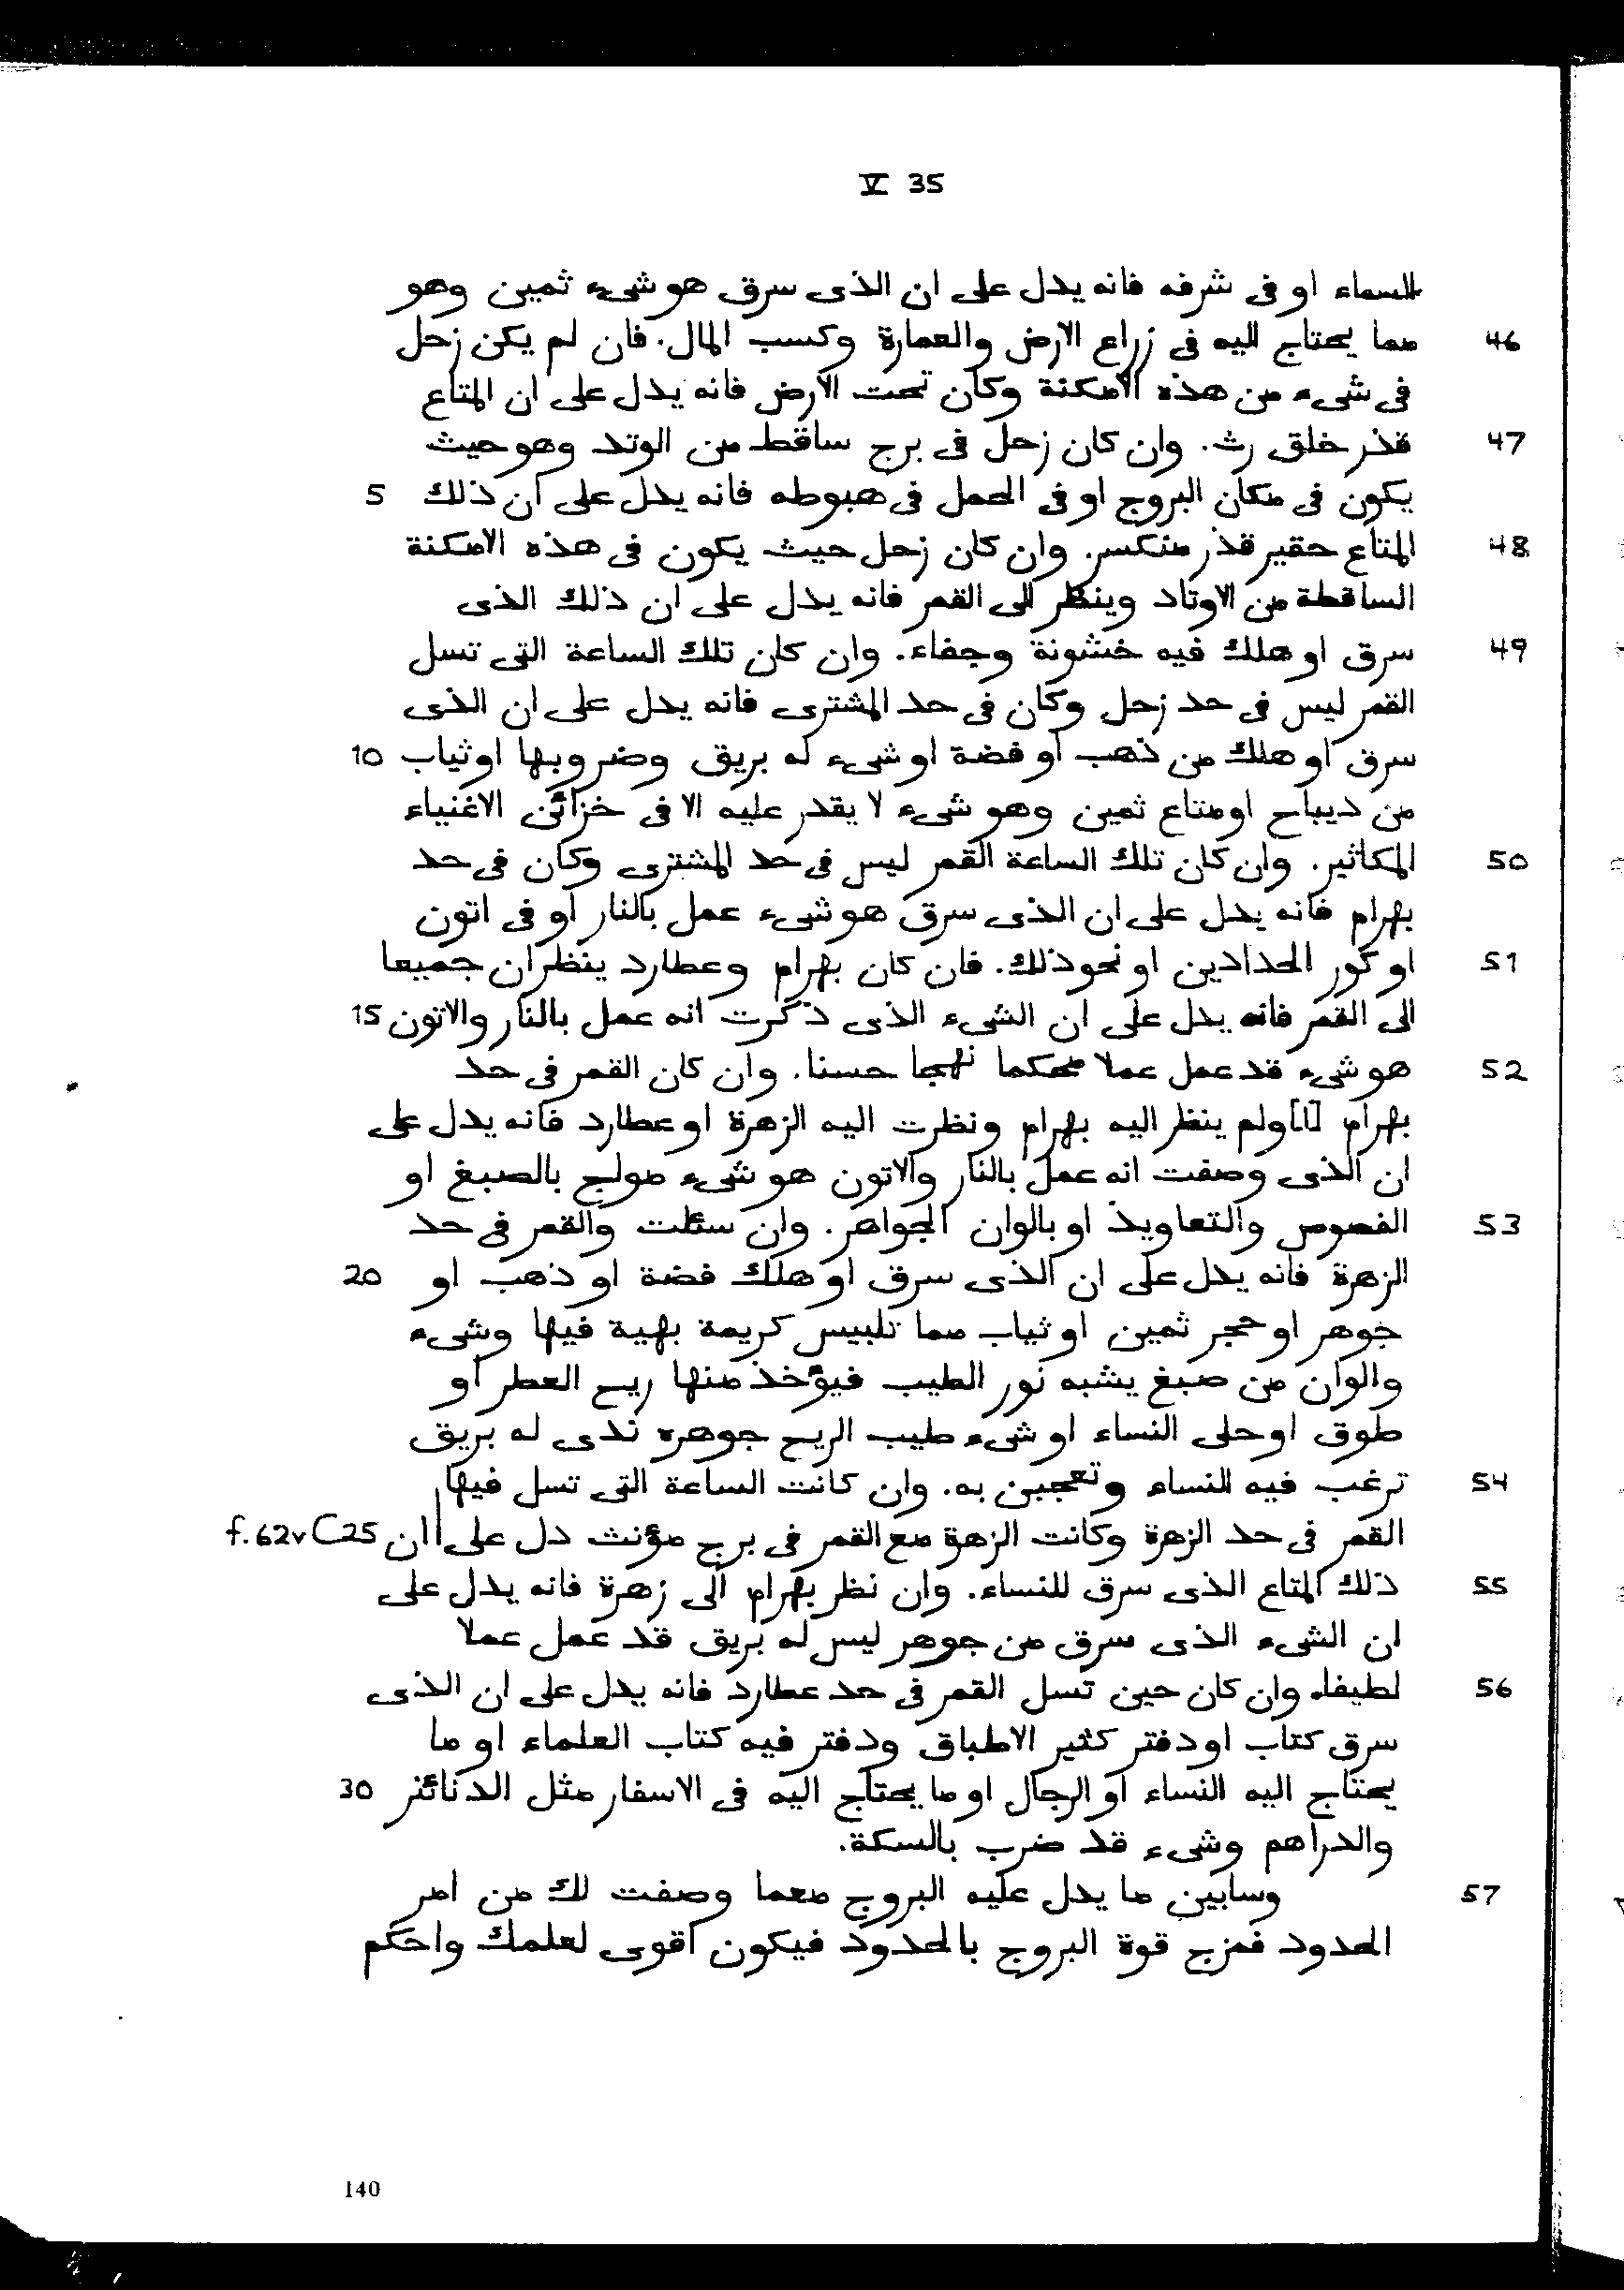 V 35
السماء او فى شرفه فانه يدل على ان الذى سرق هو شىء ثمين وهو
46 مما يحتاج اليه فى زراع الارض والعمارة وكسب المال. فان لم يكن زحل
فى شىء من هذه الامكنة وكان تحت الارض فانه يدل على ان المتاع
47 قذر خلق رث. وان كان زحل فى برج ساقط من الوتد وهو حيث
يكون فى مكان البروج او فى الحمل فى هبوطه فانه يدل على ان ذلك 5
48 المتاع حقير قذر منكسر. وان كان زحل حيث يكون فى هذه الامكنة
الساقطة من الاوتاد وينظر الى القمر فانه يدل على ان ذلك الذى
49 سرق او هلك فيه خشونة وجفاء. وان كان تلك الساعة التى تسل
القمر ليس فى حد زحل وكان فى حد المشترى فانه يدل على ان الذى
سرق او هلك من ذهب او فضة او شىء له بريق وضروبها او ثياب 10
من ديباح او متاع ثمين وهو شىء لا يقدر عليه الا فى خزائن الاغنياء
50 المكاثير. وان كان تلك الساعة القمر ليس فى حد المشترى وكان فى حد
بهرام فانه يدل على ان الذى سرق هو شىء عمل بالنار او فى اتون
51 او كور الحدادين او نحو ذلك. فان كان بهرام وعطارد ينظران جميعا
الى القمر فانه يدل على ان الشىء الذى ذكرت انه عمل بالنار والاتون 15
52 هو شىء قد عمل عملا محكما نهجا حسنا. وان كان القمر فى حد
بهرام [ا] ولم ينظر اليه بهرام ونظرت اليه الزهرة او عطارد فانه يدل على
ان الذى وصفت انه عمل بالنار والاتون هو شىء مولج بالصبغ او
53 الفصوص والتعاويذ او بالوان الجواهر. وان سئلت والقمر فى حد
الزهرة فانه يدل على ان الذى سرق او هلك فضة او ذهب او 20
جوهر او حجر ثمين او ثياب مما تلبيس كريمة بهية فيها وشىء
والوان من صبغ يشبه نور الطيب فيؤخذ منها ريح العطر او
طوق او حلى النساء او شىء طيب الريح جوهره ندى له بريق
54 ترغب فيه النساء وتعجبن به. وان كانت الساعة التى تسل فيها
القمر فى حد الزهرة وكانت الزهرة مع القمر فى برج مؤنث دل على || ان f.62v C 25
55 ذلك المتاع الذى سرق للنساء. وان نظر بهرام الى زهرة فانه يدل على
ان الشىء الذى سرق من جوهر ليس له بريق قد عمل عملا
56 لطيفا. وان كان حين تسل القمر فى حد عطارد فانه يدل على ان الذى
سرق كتاب او دفتر كثير الاطباق ودفتر فيه كتاب العلماء او ما
يحتاج اليه النساء او الرجال او ما يحتاج اليه فى الاسفار مثل الدنائنر 30
والدراهم وشىء قد ضرب بالسكة.
57 وسابين ما يدل عليه البروج معما وصفت لك من امر
الحدود فمزج قوة البروج بالحدود فيكون اقوى لعلمك واحكم
140